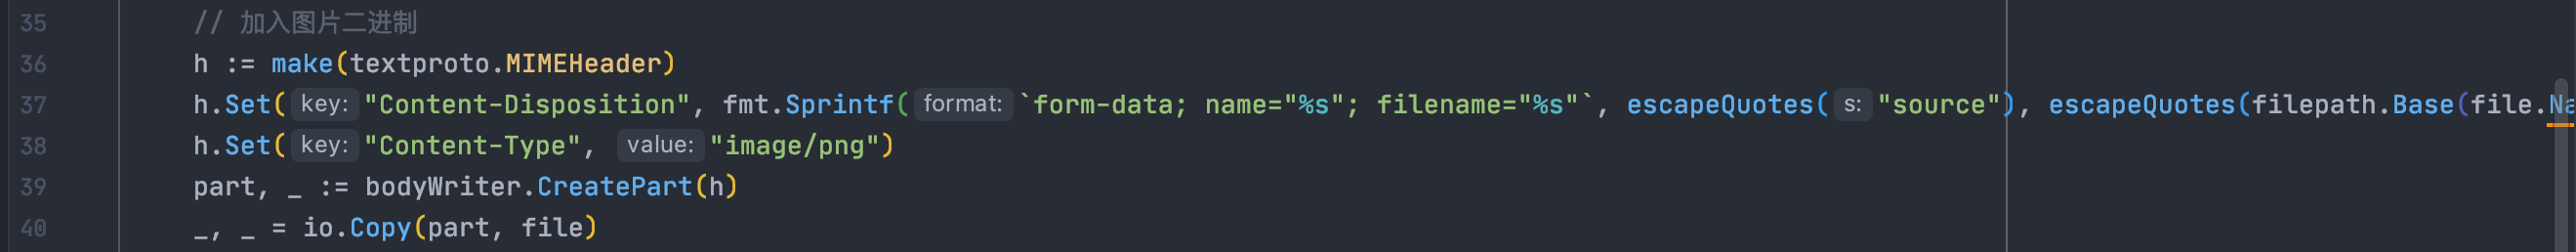 35 // 加入图片二进制
36 h := make(textproto.MIMEHeader)
37 h.Set( key: "Content-Disposition", fmt.Sprintf( format: `form-data; name="%s"; filename="%s"`, escapeQuotes( s: "source"), escapeQuotes(filepath.Base(file.Na
38 h.Set( key: "Content-Type", value: "image/png")
39 part, _ := bodyWriter.CreatePart(h)
40 _, _ = io.Copy(part, file)